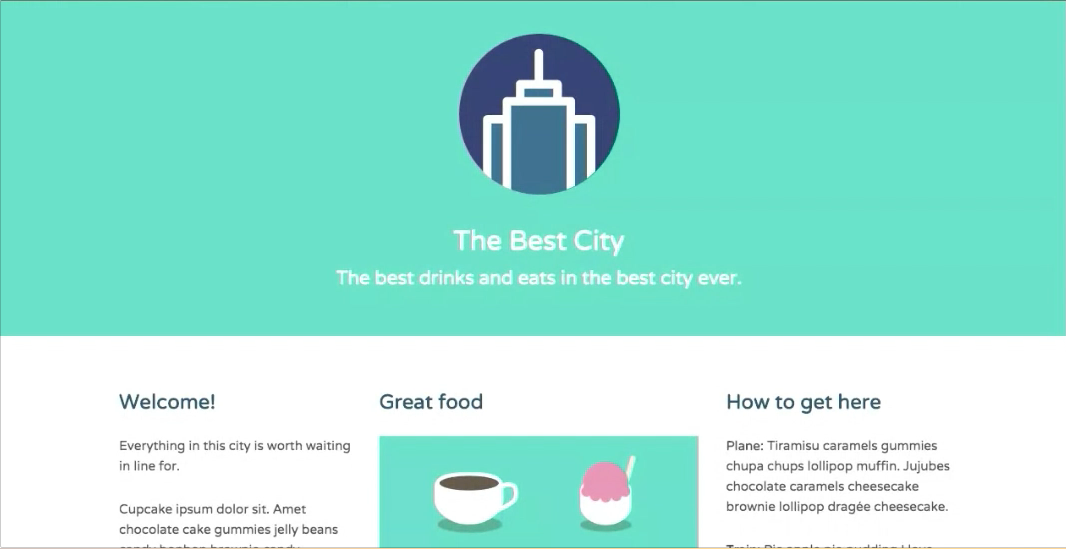 The Best City
The best drinks and eats in the best city ever.
Welcome!
Everything in this city is worth waiting
in line for.
Cupcake ipsum dolor sit. Amet
chocolate cake gummies jelly beans
Great food
How to get here
Plane: Tiramisu caramels gummies
chupa chups lollipop muffin. Jujubes
chocolate caramels cheesecake
brownie lollipop dragée cheesecake.